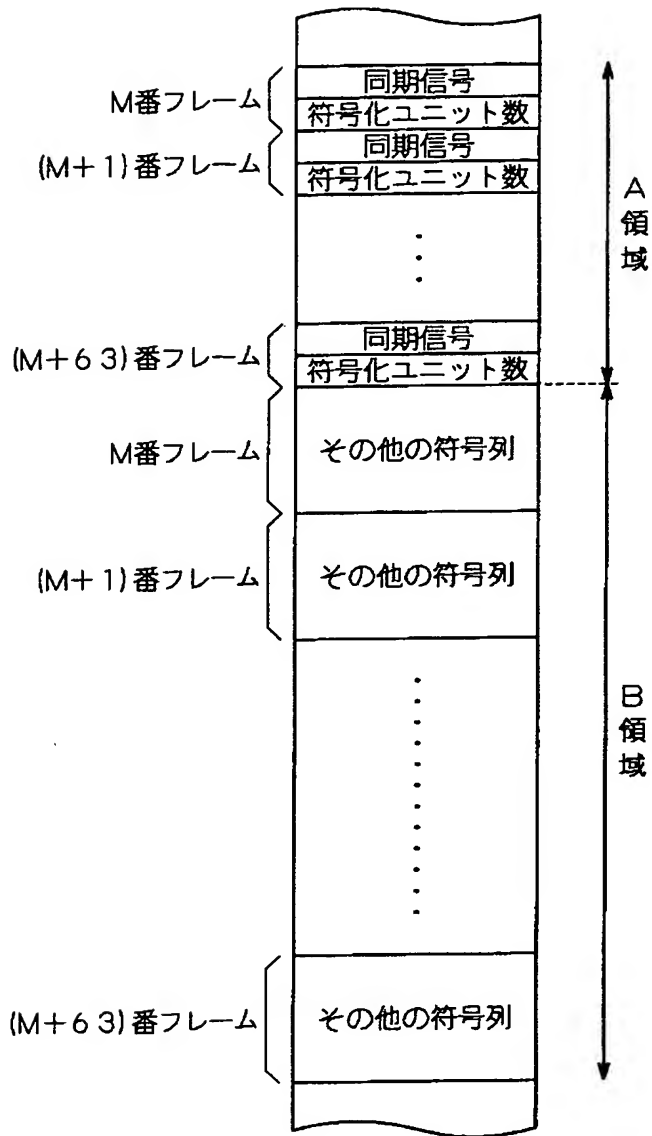 同期信号
M番フレーム
符号化ユニット数
同期信号
(M+1)番フレーム
符号化ユニット数
A領域
同期信号
(M+63)番フレーム
符号化ユニット数
M番フレーム
その他の符号列
(M+1)番フレーム
その他の符号列
B領域
(M+63)番フレーム
その他の符号列